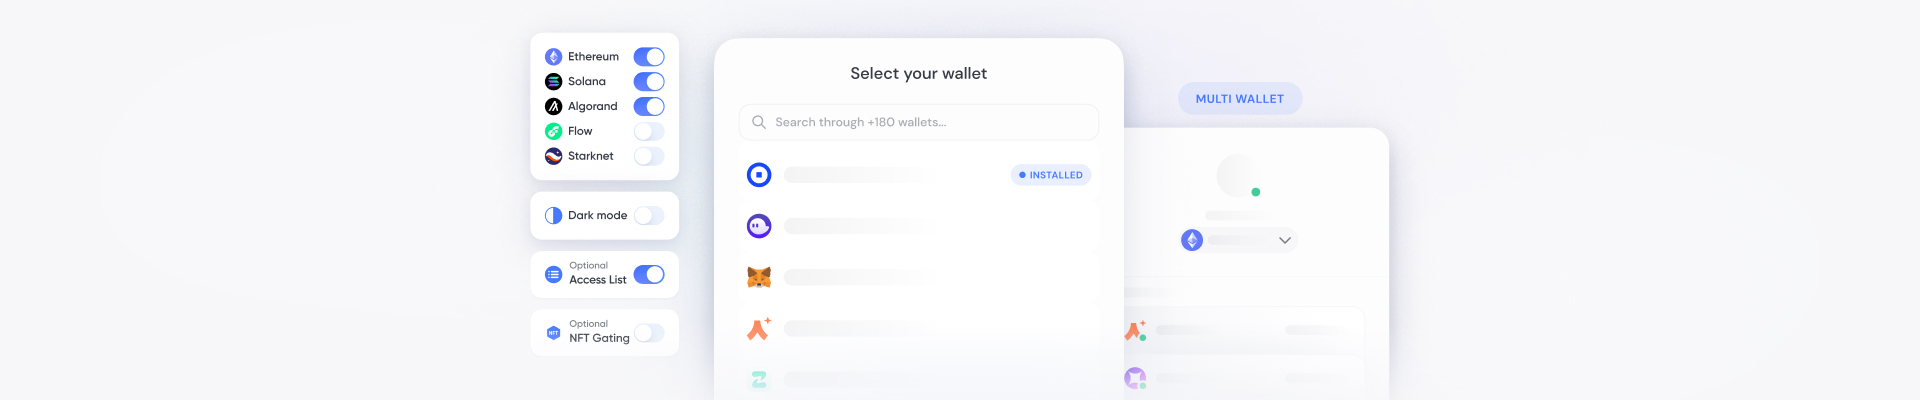 Ethereum
Solana
Algorand
Flow
Starknet
Dark mode
Optional
Access List
Optional
NFT
NFT Gating
Select your wallet
Search through +180 wallets...
INSTALLED
MULTI WALLET